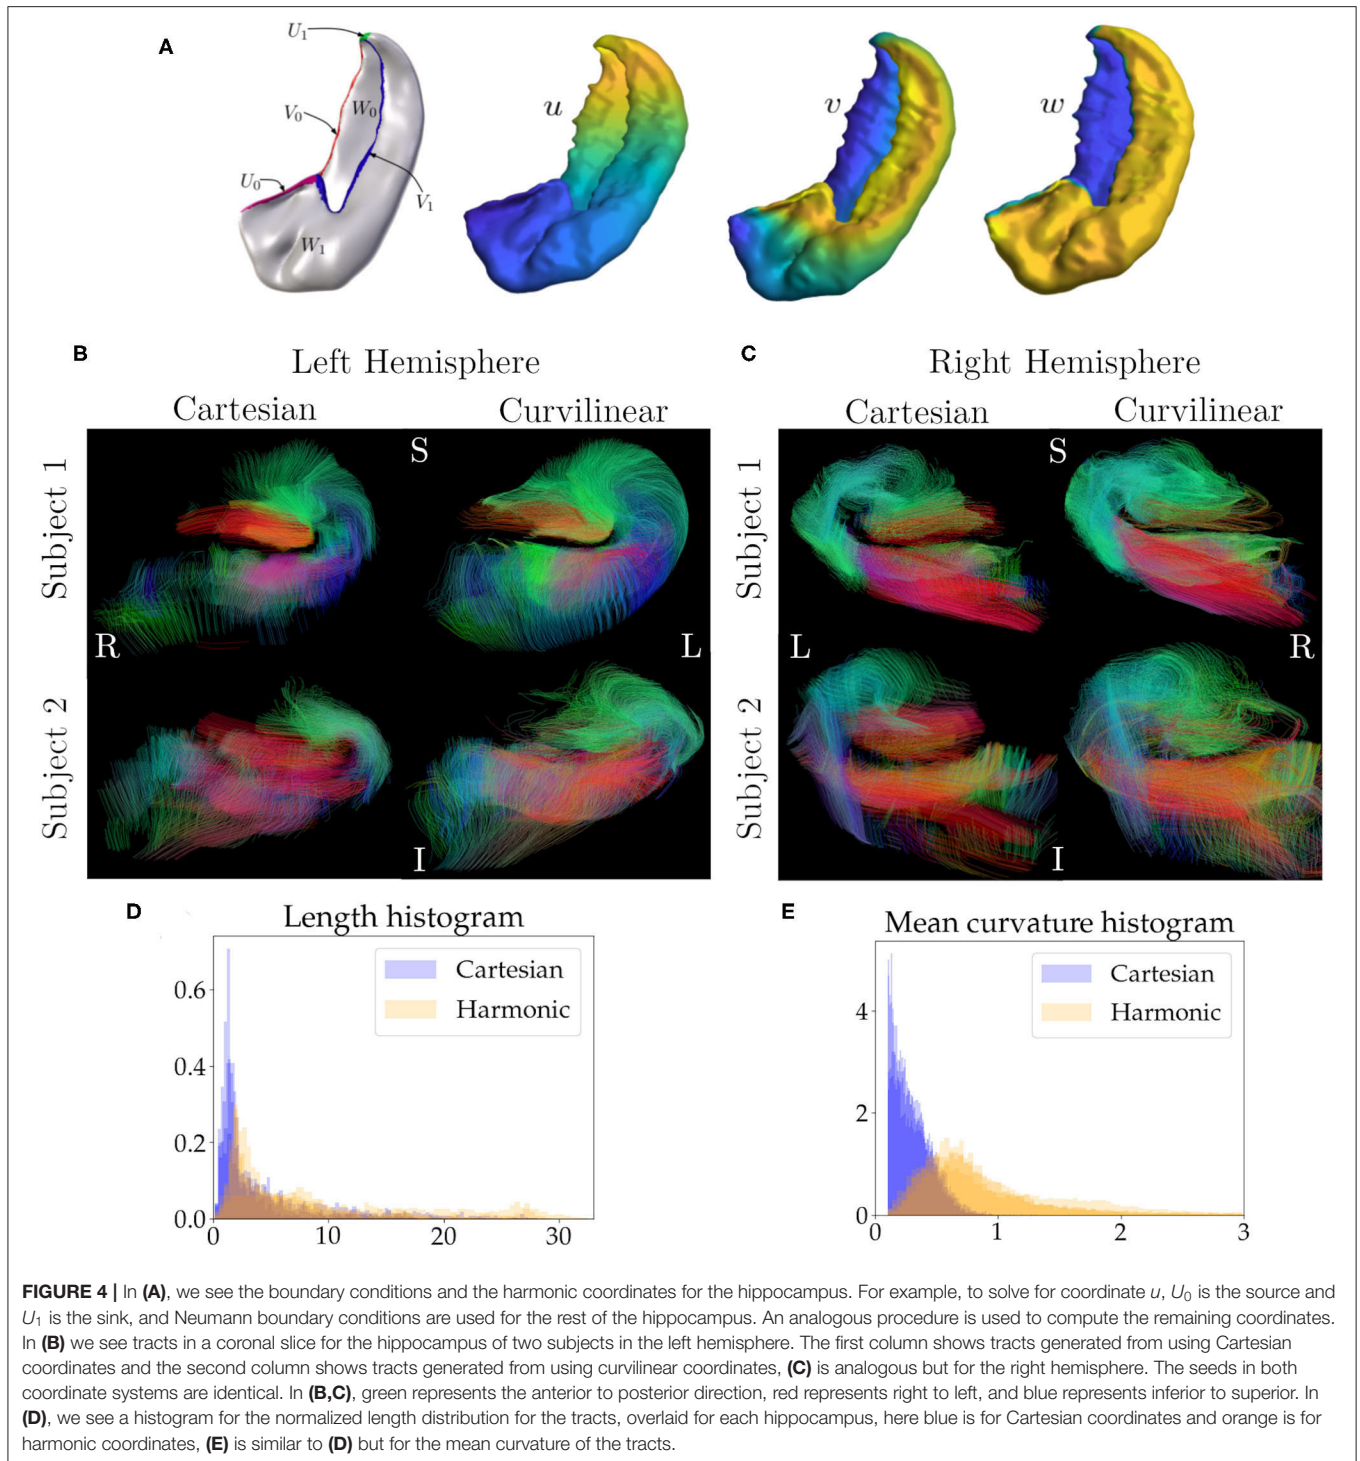 A
U₁
V₀
W₀
U₀
V₁
W₁
u
v
w
B
Left Hemisphere
Cartesian Curvilinear
C
Right Hemisphere
Cartesian Curvilinear
Subject 1
Subject 2
S
R
L
I
Subject 1
Subject 2
S
L
R
I
D
Length histogram
Cartesian
Harmonic
0.6
0.4
0.2
0.0
0 10 20 30
E
Mean curvature histogram
Cartesian
Harmonic
4
2
0
0 1 2 3
FIGURE 4 | In (A), we see the boundary conditions and the harmonic coordinates for the hippocampus. For example, to solve for coordinate u, U₀ is the source and
U₁ is the sink, and Neumann boundary conditions are used for the rest of the hippocampus. An analogous procedure is used to compute the remaining coordinates.
In (B) we see tracts in a coronal slice for the hippocampus of two subjects in the left hemisphere. The first column shows tracts generated from using Cartesian
coordinates and the second column shows tracts generated from using curvilinear coordinates, (C) is analogous but for the right hemisphere. The seeds in both
coordinate systems are identical. In (B,C), green represents the anterior to posterior direction, red represents right to left, and blue represents inferior to superior. In
(D), we see a histogram for the normalized length distribution for the tracts, overlaid for each hippocampus, here blue is for Cartesian coordinates and orange is for
harmonic coordinates, (E) is similar to (D) but for the mean curvature of the tracts.